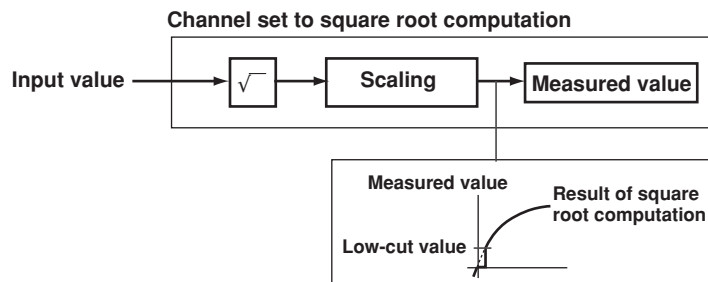 Channel set to square root computation
Input value
√
Scaling
Measured value
Measured value
Result of square
root computation
Low-cut value